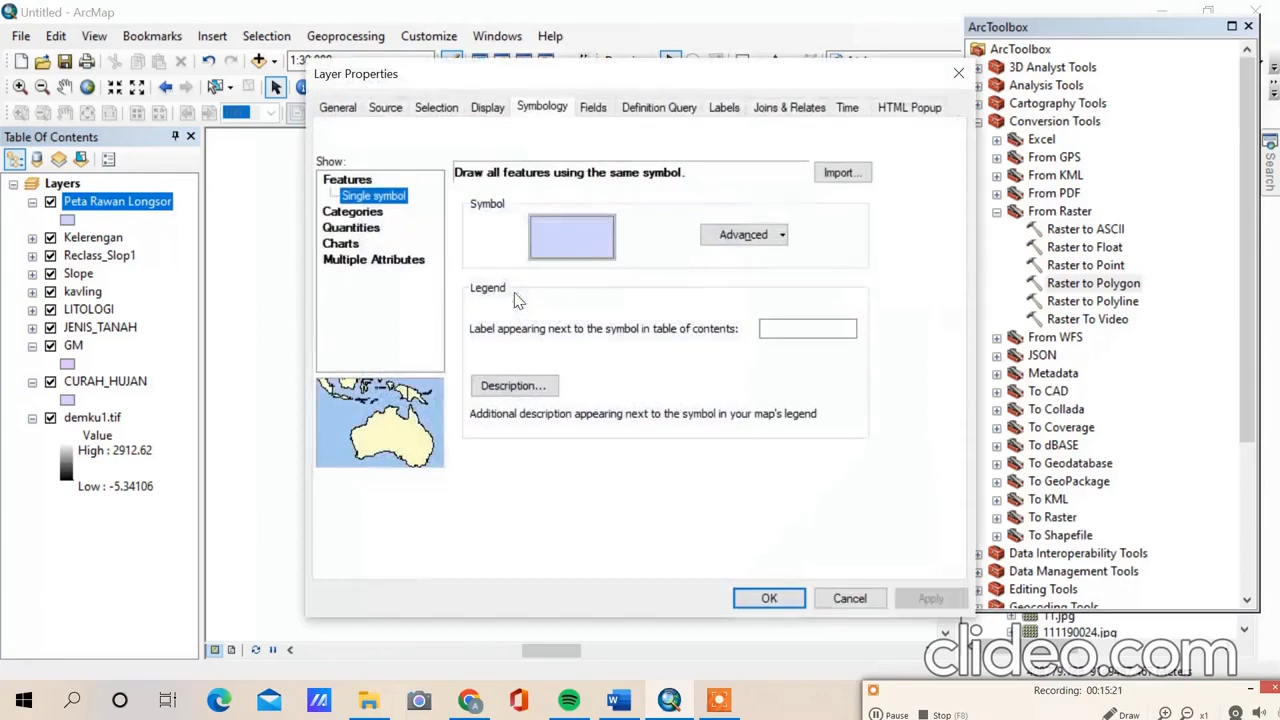 Untitled - ArcMap
File Edit View Bookmarks Insert Selection Geoprocessing Customize Windows Help
Table Of Contents
Layers
Peta Rawan Longsor
Kelerengan
Reclass_Slop1
Slope
kavling
LITOLOGI
JENIS_TANAH
GM
CURAH_HUJAN
demku1.tif
Value
High : 2912.62
Low : -5.34106
Layer Properties
General Source Selection Display Symbology Fields Definition Query Labels Joins & Relates Time HTML Popup
Show:
Features
Single symbol
Categories
Quantities
Charts
Multiple Attributes
Draw all features using the same symbol.
Import...
Symbol
Advanced
Legend
Label appearing next to the symbol in table of contents:
Description...
Additional description appearing next to the symbol in your map's legend
OK Cancel Apply
ArcToolbox
ArcToolbox
3D Analyst Tools
Analysis Tools
Cartography Tools
Conversion Tools
Excel
From GPS
From KML
From PDF
From Raster
Raster to ASCII
Raster to Float
Raster to Point
Raster to Polygon
Raster to Polyline
Raster To Video
From WFS
JSON
Metadata
To CAD
To Collada
To Coverage
To dBASE
To Geodatabase
To GeoPackage
To KML
To Raster
To Shapefile
Data Interoperability Tools
Data Management Tools
Editing Tools
Geocoding Tools
11.jpg
111190024.jpg
Search
clideo.com
Recording: 00:15:21
Pause Stop (F8) Draw x1